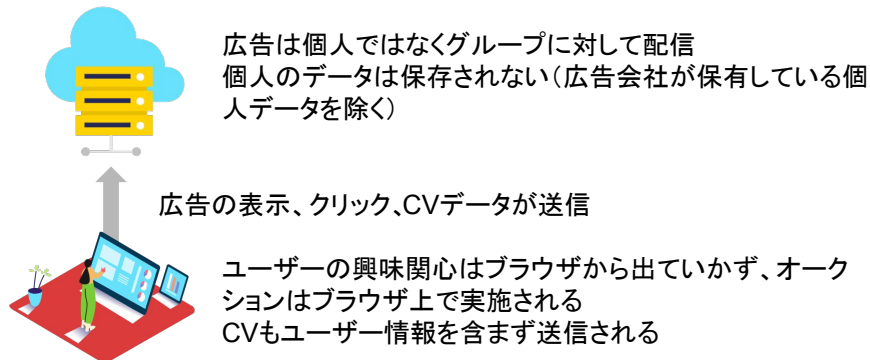 広告は個人ではなくグループに対して配信
個人のデータは保存されない（広告会社が保有している個
人データを除く）
広告の表示、クリック、CVデータが送信
ユーザーの興味関心はブラウザから出ていかず、オーク
ションはブラウザ上で実施される
CVもユーザー情報を含まず送信される